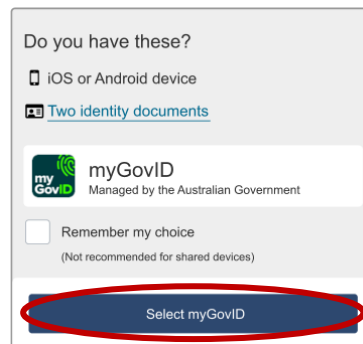 Do you have these?
iOS or Android device
Two identity documents
my
GovID
myGovID
Managed by the Australian Government
Remember my choice
(Not recommended for shared devices)
Select myGovID